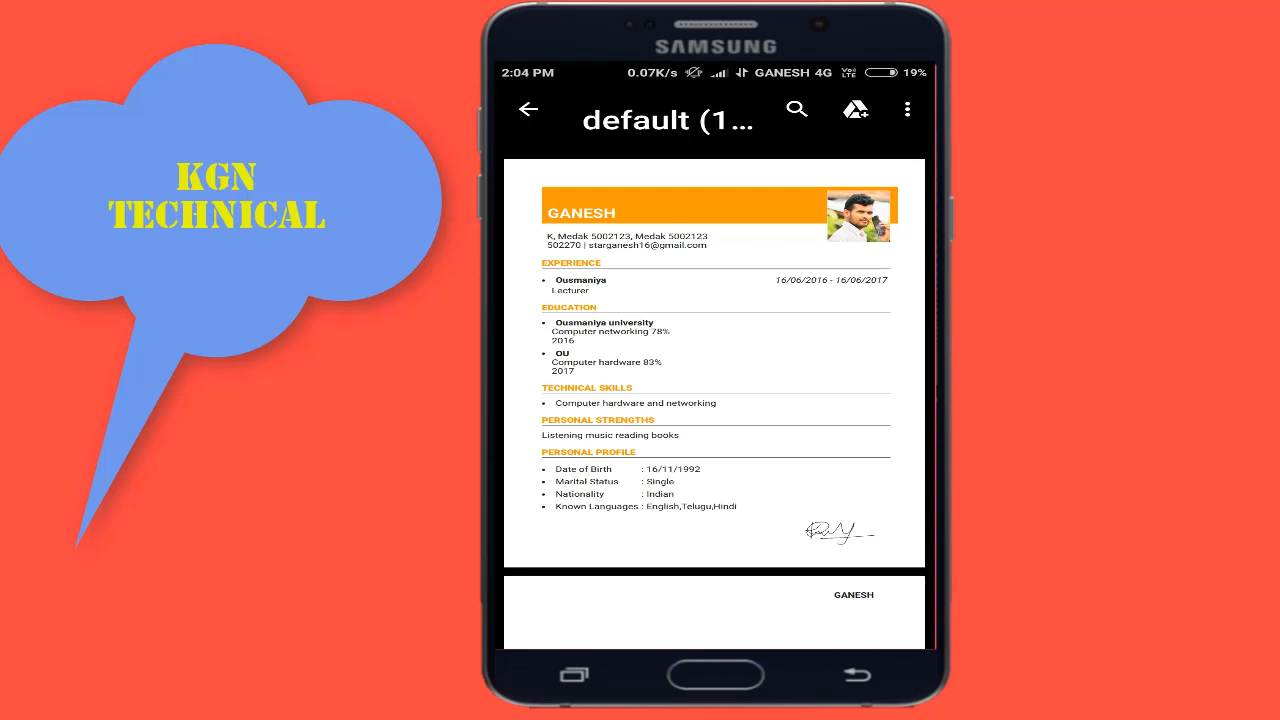 KGN
TECHNICAL
SAMSUNG
2:04 PM 0.07K/s GANESH 4G Vo) LTE 19%
default (1...
GANESH
K, Medak 5002123, Medak 5002123
502270 | starganesh16@gmail.com
EXPERIENCE
• Ousmaniya 16/06/2016 - 16/06/2017
Lecturer
EDUCATION
• Ousmaniya university
Computer networking 78%
2016
• OU
Computer hardware 83%
2017
TECHNICAL SKILLS
• Computer hardware and networking
PERSONAL STRENGTHS
Listening music reading books
PERSONAL PROFILE
• Date of Birth : 16/11/1992
• Marital Status : Single
• Nationality : Indian
• Known Languages : English,Telugu,Hindi
GANESH